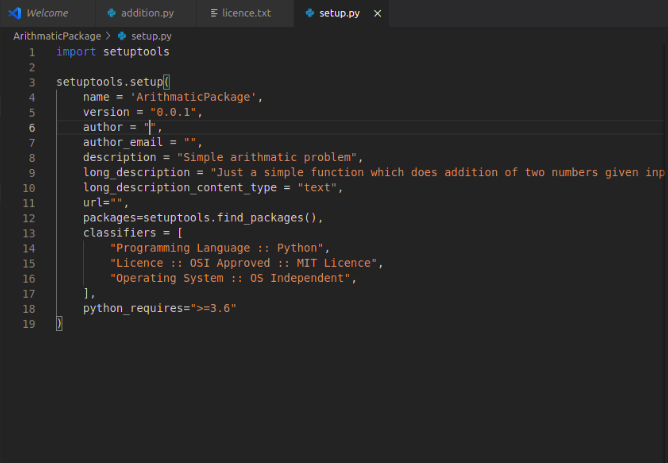 Welcome addition.py licence.txt setup.py ×
ArithmaticPackage > setup.py
1 import setuptools
2
3 setuptools.setup(
4 name = 'ArithmaticPackage',
5 version = "0.0.1",
6 author = "",
7 author_email = "",
8 description = "Simple arithmatic problem",
9 long_description = "Just a simple function which does addition of two numbers given inp
10 long_description_content_type = "text",
11 url="",
12 packages=setuptools.find_packages(),
13 classifiers = [
14 "Programming Language :: Python",
15 "Licence :: OSI Approved :: MIT Licence",
16 "Operating System :: OS Independent",
17 ],
18 python_requires=">=3.6"
19 )